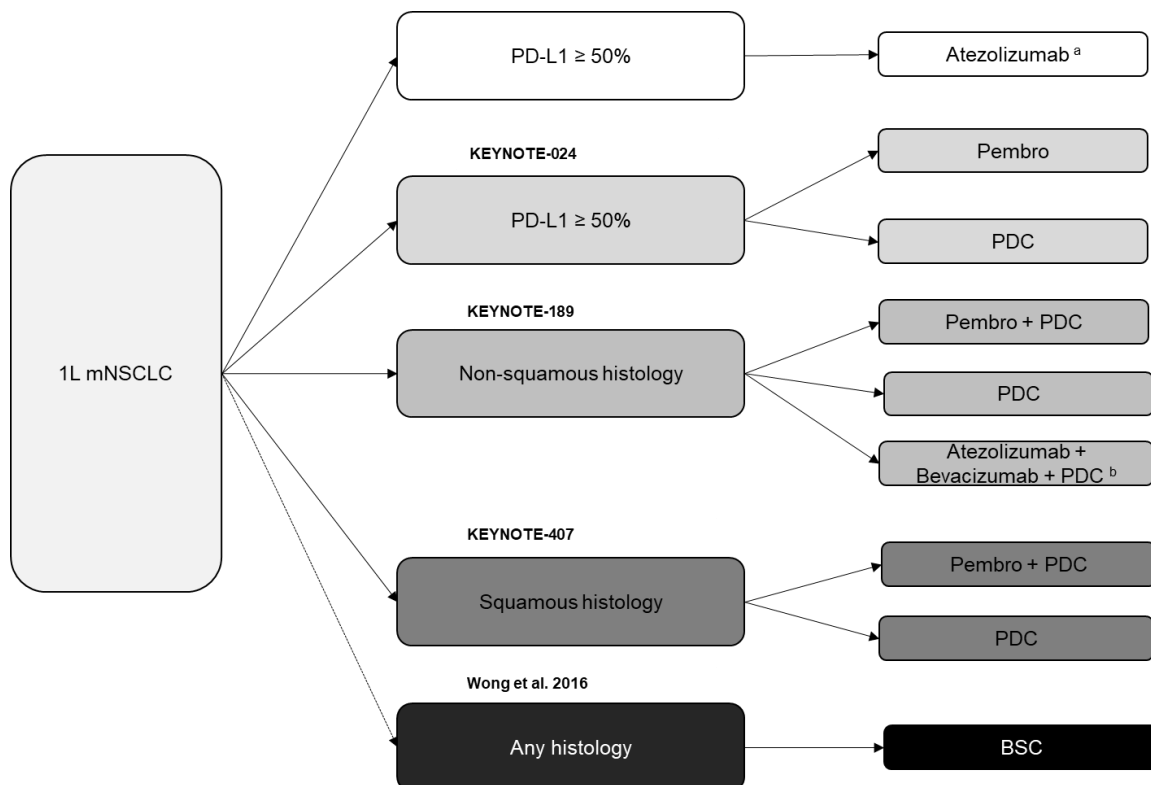 PD-L1 ≥ 50%
Atezolizumab ᵃ
KEYNOTE-024
PD-L1 ≥ 50%
Pembro
PDC
1L mNSCLC
KEYNOTE-189
Non-squamous histology
Pembro + PDC
PDC
Atezolizumab +
Bevacizumab + PDC ᵇ
KEYNOTE-407
Squamous histology
Pembro + PDC
PDC
Wong et al. 2016
Any histology
BSC